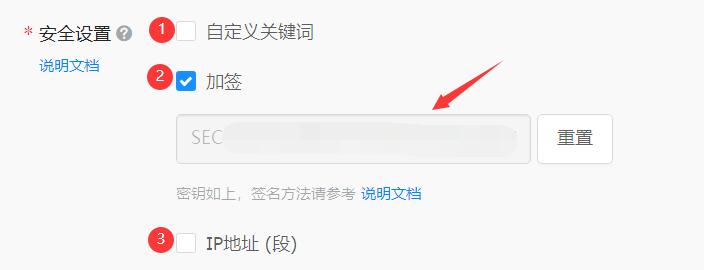 * 安全设置 ?
1 自定义关键词
说明文档
2 加签
SEC
重置
密钥如上，签名方法请参考 说明文档
3 IP地址 (段)